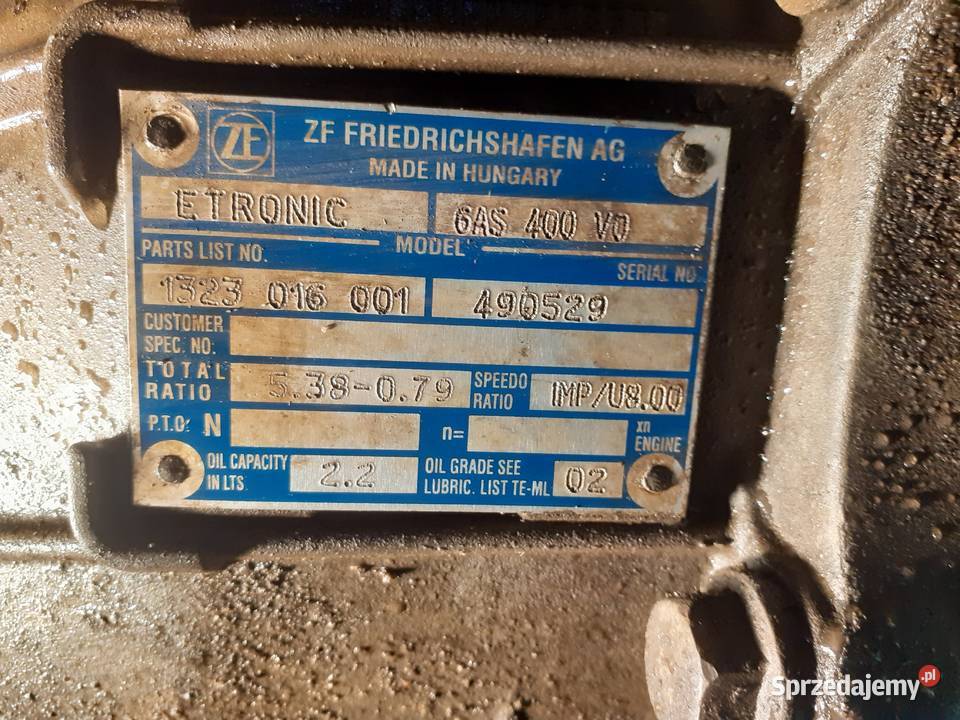 ZF
ZF FRIEDRICHSHAFEN AG
MADE IN HUNGARY
ETRONIC 6AS 400 VO
MODEL
PARTS LIST NO. SERIAL NO.
1323 016 001 490529
CUSTOMER
SPEC. NO.
TOTAL
RATIO 5.38-0.79 SPEEDO
RATIO IMP/U8.00
P.T.O: N n= xn
ENGINE
OIL CAPACITY
IN LTS 2.2 OIL GRADE SEE
LUBRIC. LIST TE-ML 02
Sprzedajemy.pl